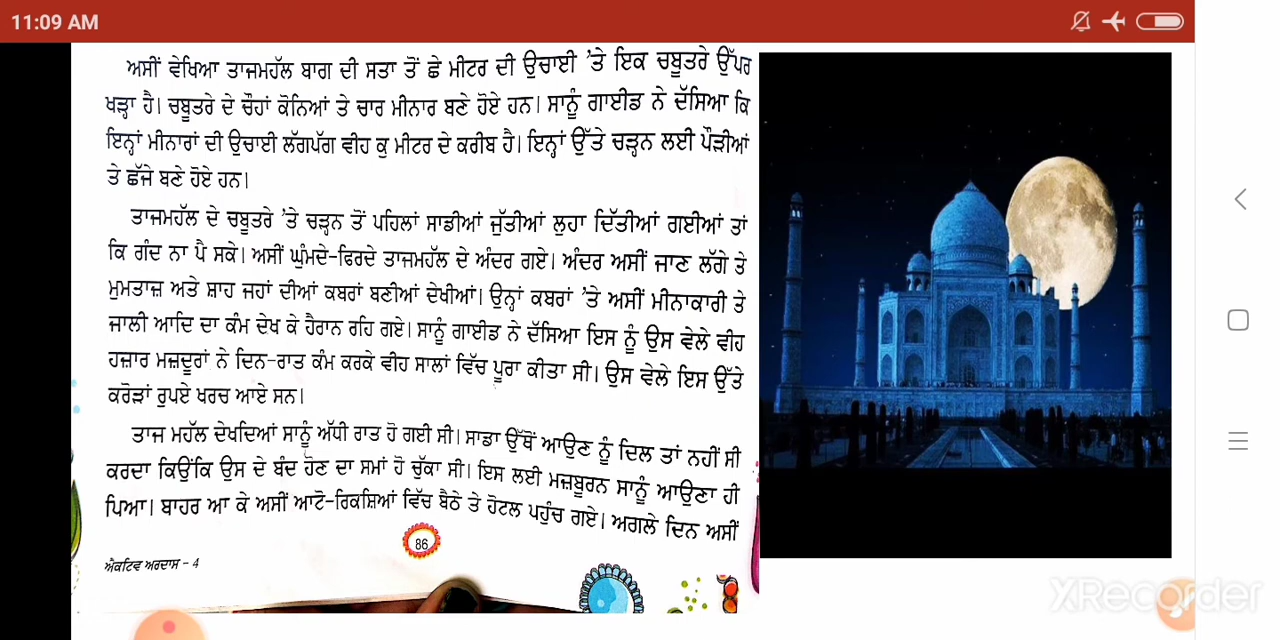 11:09 AM
ਅਸੀਂ ਵੇਖਿਆ ਤਾਜਮਹੱਲ ਬਾਗ ਦੀ ਸਤਾ ਤੋਂ ਛੇ ਮੀਟਰ ਦੀ ਉਚਾਈ ’ਤੇ ਇਕ ਚਬੂਤਰੇ ਉੱਪਰ
ਖੜ੍ਹਾ ਹੈ। ਚਬੂਤਰੇ ਦੇ ਚੌਹਾਂ ਕੋਨਿਆਂ ਤੇ ਚਾਰ ਮੀਨਾਰ ਬਣੇ ਹੋਏ ਹਨ। ਸਾਨੂੰ ਗਾਈਡ ਨੇ ਦੱਸਿਆ ਕਿ
ਇਨ੍ਹਾਂ ਮੀਨਾਰਾਂ ਦੀ ਉਚਾਈ ਲੱਗਪੱਗ ਵੀਹ ਕੁ ਮੀਟਰ ਦੇ ਕਰੀਬ ਹੈ। ਇਨ੍ਹਾਂ ਉੱਤੇ ਚੜ੍ਹਨ ਲਈ ਪੌੜੀਆਂ
ਤੇ ਛੱਜੇ ਬਣੇ ਹੋਏ ਹਨ।
ਤਾਜਮਹੱਲ ਦੇ ਚਬੂਤਰੇ ’ਤੇ ਚੜ੍ਹਨ ਤੋਂ ਪਹਿਲਾਂ ਸਾਡੀਆਂ ਜੁੱਤੀਆਂ ਲੁਹਾ ਦਿੱਤੀਆਂ ਗਈਆਂ ਤਾਂ
ਕਿ ਗੰਦ ਨਾ ਪੈ ਸਕੇ। ਅਸੀਂ ਘੁੰਮਦੇ-ਫਿਰਦੇ ਤਾਜਮਹੱਲ ਦੇ ਅੰਦਰ ਗਏ। ਅੰਦਰ ਅਸੀਂ ਜਾਣ ਲੱਗੇ ਤੇ
ਮੁਮਤਾਜ਼ ਅਤੇ ਸ਼ਾਹ ਜਹਾਂ ਦੀਆਂ ਕਬਰਾਂ ਬਣੀਆਂ ਦੇਖੀਆਂ। ਉਨ੍ਹਾਂ ਕਬਰਾਂ ’ਤੇ ਅਸੀਂ ਮੀਨਾਕਾਰੀ ਤੇ
ਜਾਲੀ ਆਦਿ ਦਾ ਕੰਮ ਦੇਖ ਕੇ ਹੈਰਾਨ ਰਹਿ ਗਏ। ਸਾਨੂੰ ਗਾਈਡ ਨੇ ਦੱਸਿਆ ਇਸ ਨੂੰ ਉਸ ਵੇਲੇ ਵੀਹ
ਹਜ਼ਾਰ ਮਜ਼ਦੂਰਾਂ ਨੇ ਦਿਨ-ਰਾਤ ਕੰਮ ਕਰਕੇ ਵੀਹ ਸਾਲਾਂ ਵਿੱਚ ਪੂਰਾ ਕੀਤਾ ਸੀ। ਉਸ ਵੇਲੇ ਇਸ ਉੱਤੇ
ਕਰੋੜਾਂ ਰੁਪਏ ਖਰਚ ਆਏ ਸਨ।
ਤਾਜ ਮਹੱਲ ਦੇਖਦਿਆਂ ਸਾਨੂੰ ਅੱਧੀ ਰਾਤ ਹੋ ਗਈ ਸੀ। ਸਾਡਾ ਉੱਥੋਂ ਆਉਣ ਨੂੰ ਦਿਲ ਤਾਂ ਨਹੀਂ ਸੀ
ਕਰਦਾ ਕਿਉਂਕਿ ਉਸ ਦੇ ਬੰਦ ਹੋਣ ਦਾ ਸਮਾਂ ਹੋ ਚੁੱਕਾ ਸੀ। ਇਸ ਲਈ ਮਜ਼ਬੂਰਨ ਸਾਨੂੰ ਆਉਣਾ ਹੀ
ਪਿਆ। ਬਾਹਰ ਆ ਕੇ ਅਸੀਂ ਆਟੋ-ਰਿਕਸ਼ਿਆਂ ਵਿੱਚ ਬੈਠੇ ਤੇ ਹੋਟਲ ਪਹੁੰਚ ਗਏ। ਅਗਲੇ ਦਿਨ ਅਸੀਂ
86
ਐਕਟਿਵ ਅਰਦਾਸ - 4
XRecorder